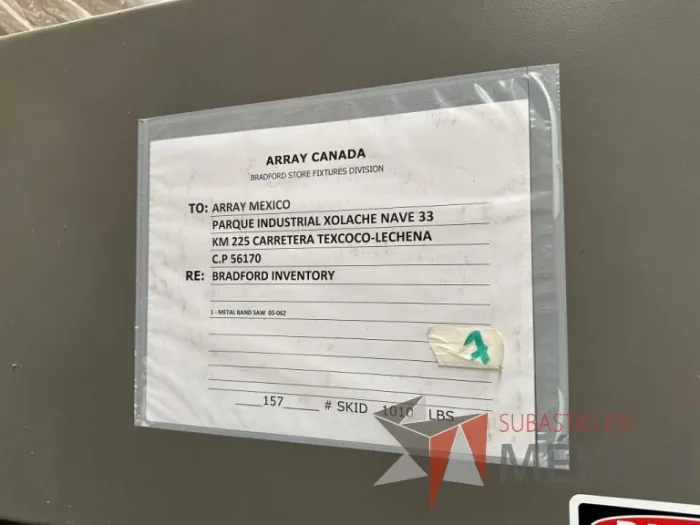 ARRAY CANADA
BRADFORD STORE FIXTURES DIVISION
TO: ARRAY MEXICO
PARQUE INDUSTRIAL XOLACHE NAVE 33
KM 225 CARRETERA TEXCOCO-LECHENA
C.P 56170
RE: BRADFORD INVENTORY
1 - METAL BAND SAW 05-062
7
157 # SKID 1010 LBS
SUBASTAS EN
MÉXICO